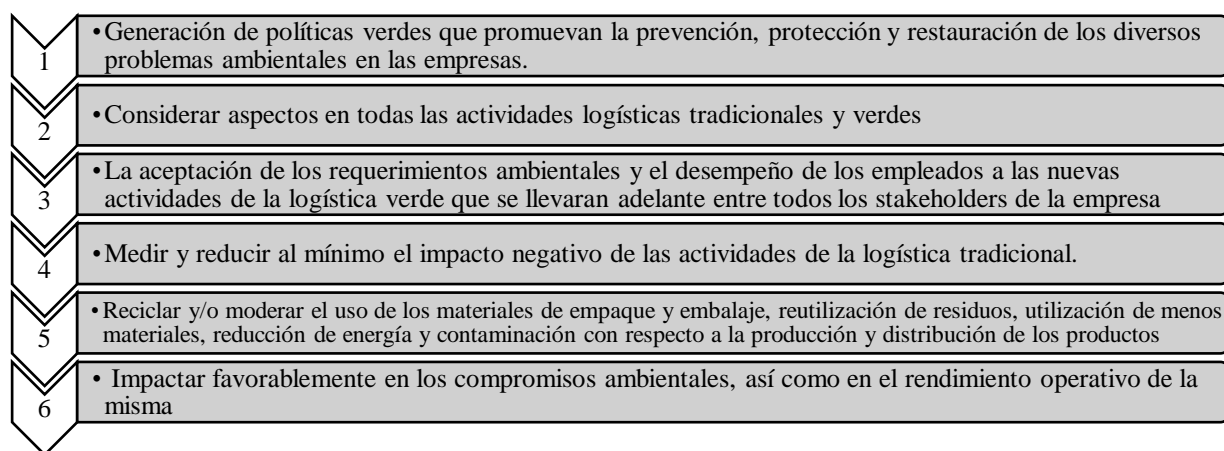 1
•Generación de políticas verdes que promuevan la prevención, protección y restauración de los diversos
problemas ambientales en las empresas.
2
•Considerar aspectos en todas las actividades logísticas tradicionales y verdes
3
•La aceptación de los requerimientos ambientales y el desempeño de los empleados a las nuevas
actividades de la logística verde que se llevaran adelante entre todos los stakeholders de la empresa
4
•Medir y reducir al mínimo el impacto negativo de las actividades de la logística tradicional.
5
•Reciclar y/o moderar el uso de los materiales de empaque y embalaje, reutilización de residuos, utilización de menos
materiales, reducción de energía y contaminación con respecto a la producción y distribución de los productos
6
• Impactar favorablemente en los compromisos ambientales, así como en el rendimiento operativo de la
misma